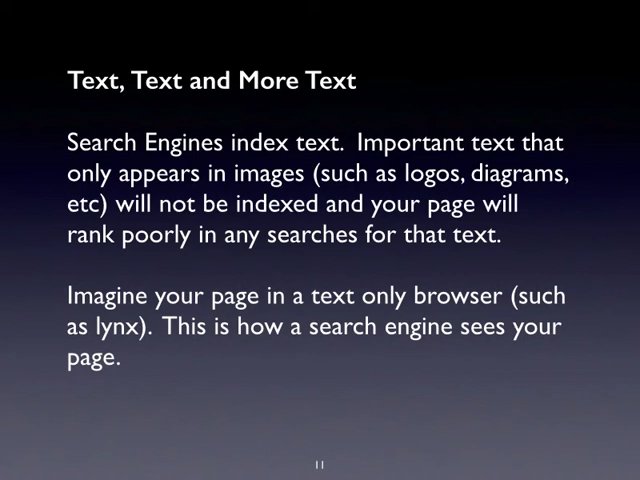 Text, Text and More Text
Search Engines index text.  Important text that
only appears in images (such as logos, diagrams,
etc) will not be indexed and your page will
rank poorly in any searches for that text.
Imagine your page in a text only browser (such
as lynx).  This is how a search engine sees your
page.
11